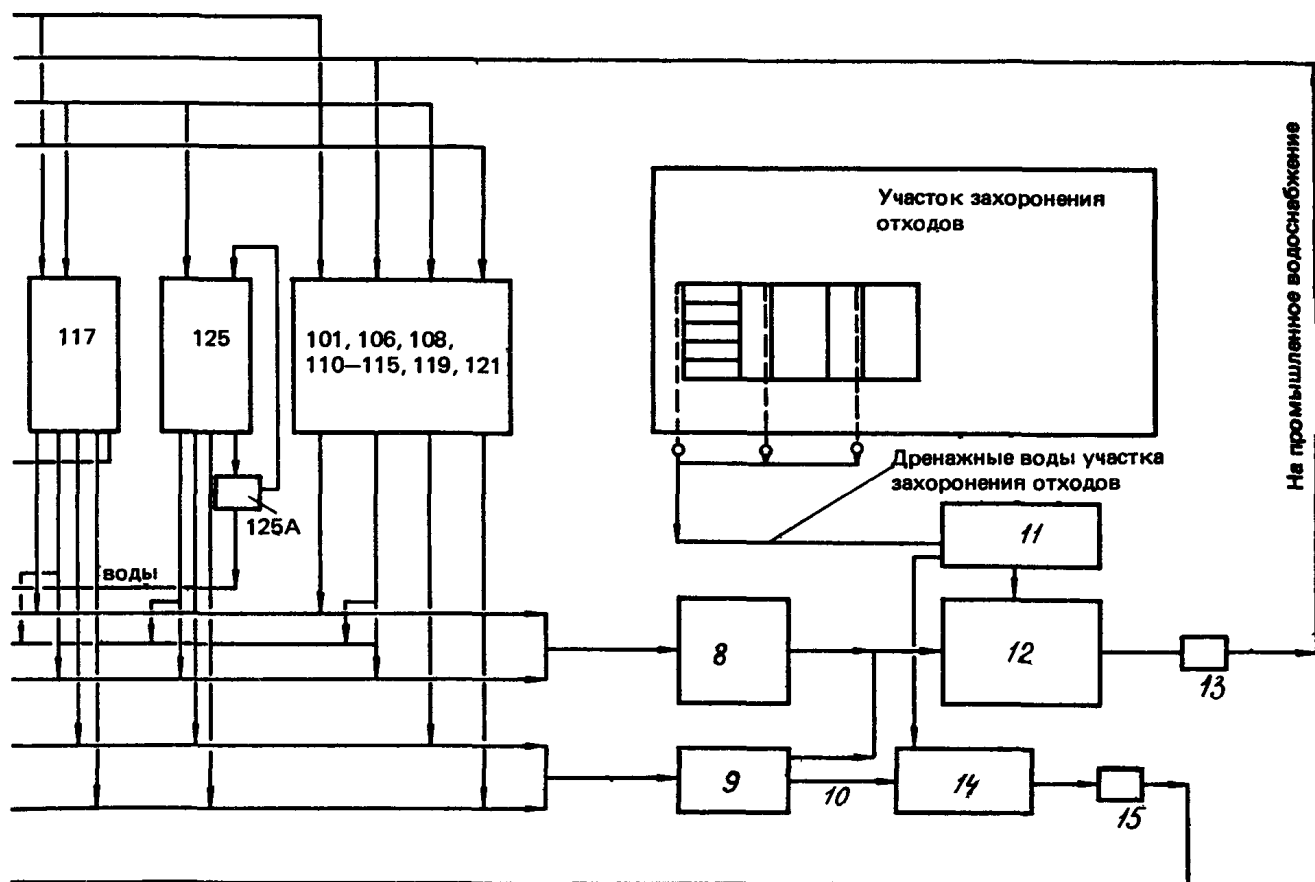 Участок захоронения
отходов
На промышленное водоснабжение
117
125
101, 106, 108,
110—115, 119, 121
Дренажные воды участка
захоронения отходов
125А
11
воды
8
12
13
9
10
14
15